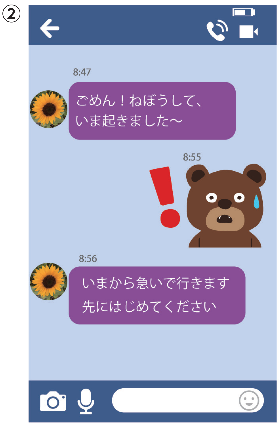 ②
8:47
ごめん！ねぼうして、
いま起きました～
8:55
8:56
いまから急いで行きます
先にはじめてください